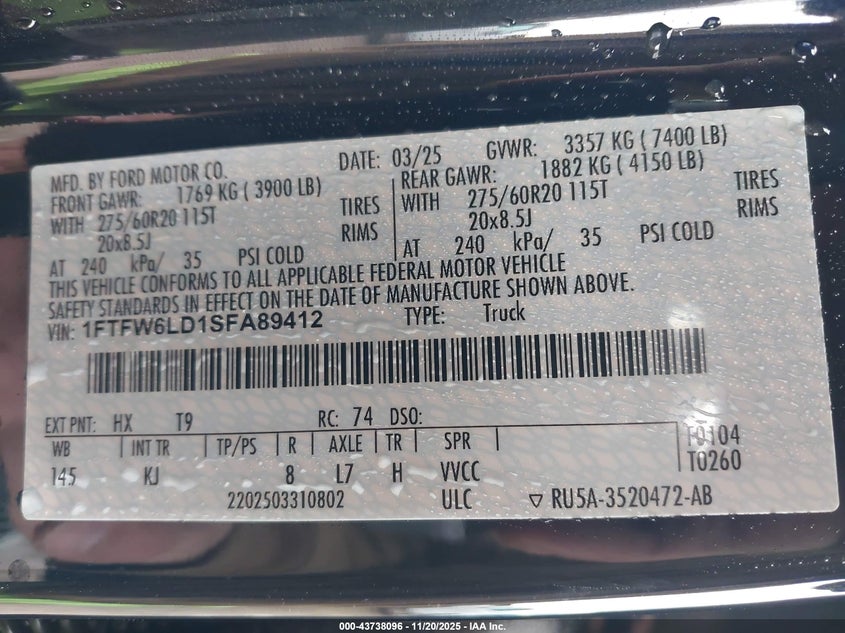 MFD. BY FORD MOTOR CO.
DATE: 03/25 GVWR: 3357 KG ( 7400 LB)
FRONT GAWR: 1769 KG ( 3900 LB)
REAR GAWR: 1882 KG ( 4150 LB)
WITH 275/60R20 115T TIRES
WITH 275/60R20 115T TIRES
20x8.5J RIMS
20x8.5J RIMS
AT 240 kPa/ 35 PSI COLD
AT 240 kPa/ 35 PSI COLD
THIS VEHICLE CONFORMS TO ALL APPLICABLE FEDERAL MOTOR VEHICLE
SAFETY STANDARDS IN EFFECT ON THE DATE OF MANUFACTURE SHOWN ABOVE.
VIN: 1FTFW6LD1SFA89412 TYPE: Truck
EXT PNT: HX T9 RC: 74 DSO:
WB INT TR TP/PS R AXLE TR SPR T0104
145 KJ 8 L7 H VVCC T0260
2202503310802 ULC ▽ RU5A-3520472-AB
000-43738096 - 11/20/2025 - IAA Inc.